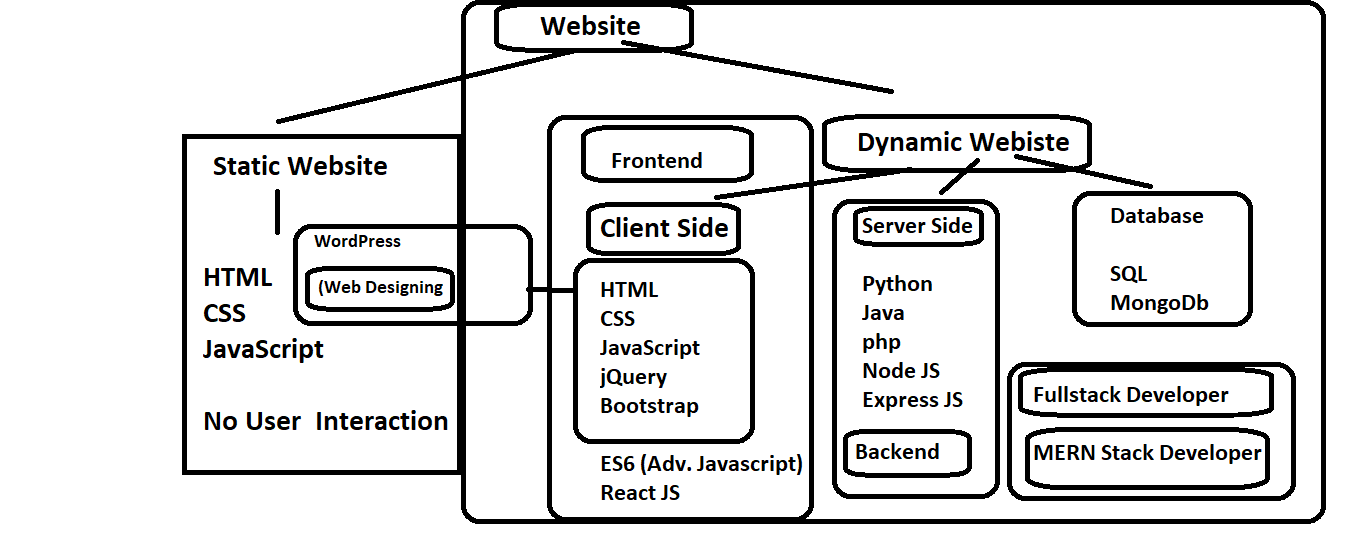 Website
Static Website
WordPress
(Web Designing
HTML
CSS
JavaScript
No User Interaction
Frontend
Client Side
HTML
CSS
JavaScript
jQuery
Bootstrap
ES6 (Adv. Javascript)
React JS
Dynamic Webiste
Server Side
Python
Java
php
Node JS
Express JS
Backend
Database
SQL
MongoDb
Fullstack Developer
MERN Stack Developer